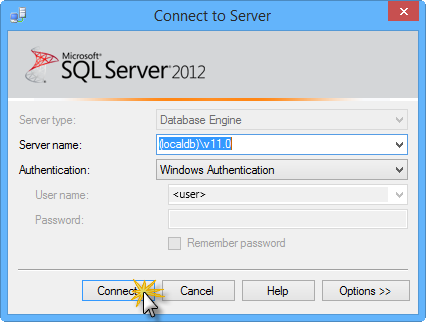 Connect to Server
Microsoft
SQL Server 2012
Server type: Database Engine
Server name: (localdb)\v11.0
Authentication: Windows Authentication
User name: <user>
Password:
Remember password
Connect Cancel Help Options >>